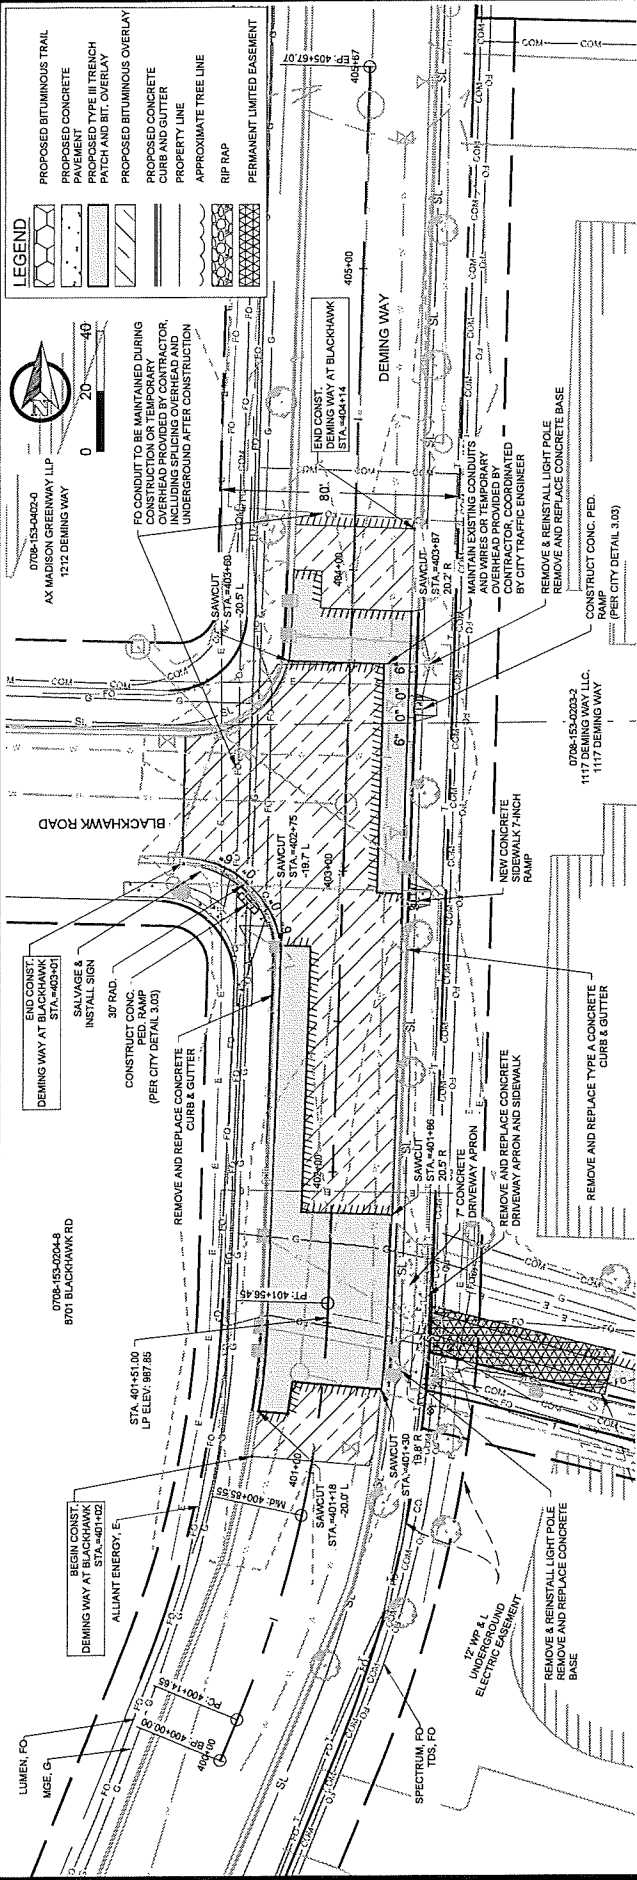 LEGEND
PROPOSED BITUMINOUS TRAIL
PROPOSED CONCRETE
PAVEMENT
PROPOSED TYPE III TRENCH
PATCH AND BIT. OVERLAY
PROPOSED BITUMINOUS OVERLAY
PROPOSED CONCRETE
CURB AND GUTTER
PROPERTY LINE
APPROXIMATE TREE LINE
RIP RAP
PERMANENT LIMITED EASEMENT
0 20 40
0708-153-0402-0
AX MADISON GREENWAY LLP
1212 DEMING WAY
FO CONDUIT TO BE MAINTAINED DURING
CONSTRUCTION OR TEMPORARY
OVERHEAD PROVIDED BY CONTRACTOR,
INCLUDING SPLICING OVERHEAD AND
UNDERGROUND AFTER CONSTRUCTION
SAWCUT
STA.=403+60
-20.5' L
BLACKHAWK ROAD
END CONST.
DEMING WAY AT BLACKHAWK
STA.=403+01
SALVAGE &
INSTALL SIGN
30' RAD.
CONSTRUCT CONC.
PED. RAMP
(PER CITY DETAIL 3.03)
SAWCUT
STA.=402+75
-19.7' L
REMOVE AND REPLACE CONCRETE
CURB & GUTTER
0708-153-0204-8
8701 BLACKHAWK RD
STA. 401+51.00
LP ELEV: 987.85
BEGIN CONST.
DEMING WAY AT BLACKHAWK
STA.=401+02
ALLIANT ENERGY, E
LUMEN, FO
MGE, G
BP: 400+00.00
PC: 400+14.65
Mid: 400+85.55
PT: 401+56.45
EP: 405+67.07
400+00
401+00
402+00
403+00
404+00
405+00
405+67
80'
DEMING WAY
END CONST.
DEMING WAY AT BLACKHAWK
STA.=404+14
SAWCUT
STA.=401+18
-20.0' L
SAWCUT
STA.=401+30
19.8' R
SAWCUT
STA.=401+86
20.5' R
7" CONCRETE
DRIVEWAY APRON
REMOVE AND REPLACE CONCRETE
DRIVEWAY APRON AND SIDEWALK
SAWCUT
STA.=403+87
20.2' R
MAINTAIN EXISTING CONDUITS
AND WIRES OR TEMPORARY
OVERHEAD PROVIDED BY
CONTRACTOR, COORDINATED
BY CITY TRAFFIC ENGINEER
REMOVE & REINSTALL LIGHT POLE
REMOVE AND REPLACE CONCRETE BASE
CONSTRUCT CONC. PED.
RAMP
(PER CITY DETAIL 3.03)
6" 0" 0" 6"
0708-153-0203-2
1117 DEMING WAY LLC.
1117 DEMING WAY
NEW CONCRETE
SIDEWALK 7-INCH
RAMP
REMOVE AND REPLACE TYPE A CONCRETE
CURB & GUTTER
REMOVE & REINSTALL LIGHT POLE
REMOVE AND REPLACE CONCRETE
BASE
12' WP & L
UNDERGROUND
ELECTRIC EASEMENT
SPECTRUM, FO
TDS, FO